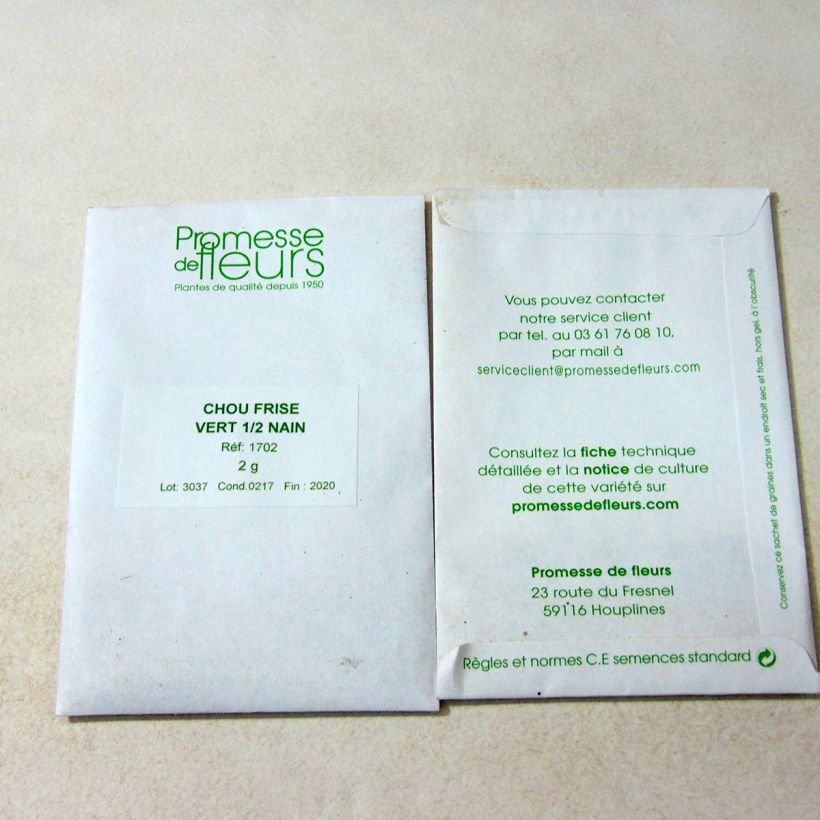 Promesse
de fleurs
Plantes de qualité depuis 1950
CHOU FRISE
VERT 1/2 NAIN
Réf: 1702
2 g
Lot: 3037 Cond.0217 Fin : 2020
Vous pouvez contacter
notre service client
par tel. au 03 61 76 08 10,
par mail à
serviceclient@promessedefleurs.com
Consultez la fiche technique
détaillée et la notice de culture
de cette variété sur
promessedefleurs.com
Promesse de fleurs
23 route du Fresnel
59116 Houplines
Règles et normes C.E semences standard
Conservez ce sachet de graines dans un endroit sec et frais, hors gel, à l'obscurité